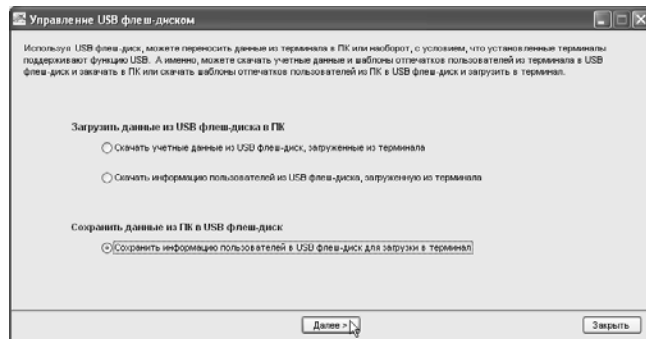 Управление USB флеш-диском
Используя USB флеш-диск, можете переносить данные из терминала в ПК или наоборот, с условием, что установленные терминалы
поддерживают функцию USB. А именно, можете скачать учетные данные и шаблоны отпечатков пользователей из терминала в USB
флеш-диск и закачать в ПК или скачать шаблоны отпечатков пользователей из ПК в USB флеш-диск и загрузить в терминал.
Загрузить данные из USB флеш-диска в ПК
Скачать учетные данные из USB флеш-диск, загруженные из терминала
Скачать информацию пользователей из USB флеш-диска, загруженную из терминала
Сохранить данные из ПК в USB флеш-диск
Сохранить информацию пользователей в USB флеш-диск для загрузки в терминал
Далее >
Закрыть